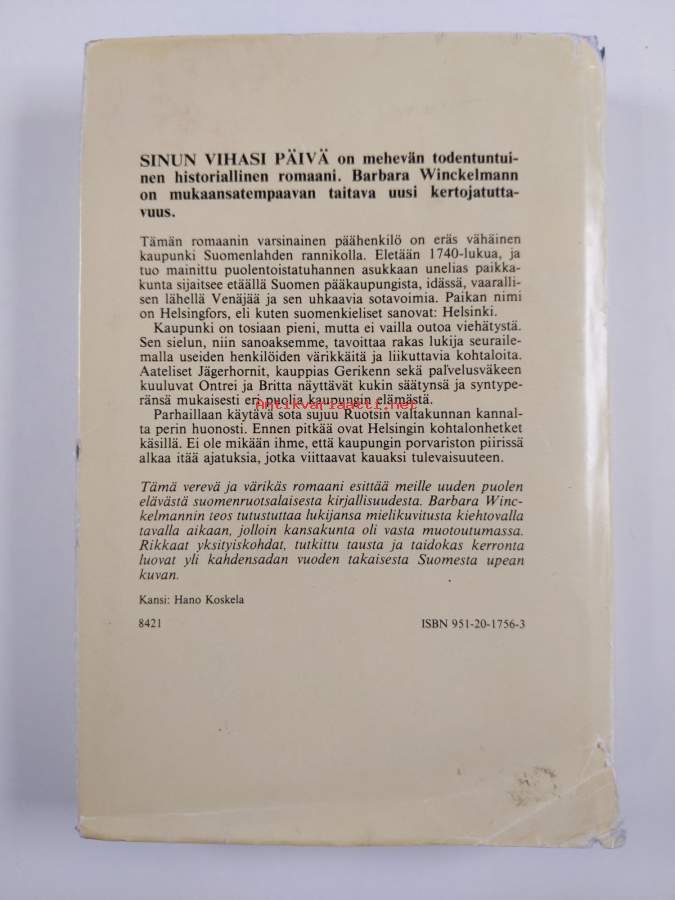 SINUN VIHASI PÄIVÄ on mehevän todentuntui-
nen historiallinen romaani. Barbara Winckelmann
on mukaansatempaavan taitava uusi kertojatutta-
vuus.
Tämän romaanin varsinainen päähenkilö on eräs vähäinen
kaupunki Suomenlahden rannikolla. Eletään 1740-lukua, ja
tuo mainittu puolentoistatuhannen asukkaan unelias paikka-
kunta sijaitsee etäällä Suomen pääkaupungista, idässä, vaaralli-
sen lähellä Venäjää ja sen uhkaavia sotavoimia. Paikan nimi
on Helsingfors, eli kuten suomenkieliset sanovat: Helsinki.
Kaupunki on tosiaan pieni, mutta ei vailla outoa viehätystä.
Sen sielun, niin sanoaksemme, tavoittaa rakas lukija seuraile-
malla useiden henkilöiden värikkäitä ja liikuttavia kohtaloita.
Aateliset Jägerhornit, kauppias Gerikenn sekä palvelusväkeen
kuuluvat Ontrei ja Britta näyttävät kukin säätynsä ja syntype-
ränsä mukaisesti eri puolia kaupungin elämästä.
Antikvariaatti.net
Parhaillaan käytävä sota sujuu Ruotsin valtakunnan kannal-
ta perin huonosti. Ennen pitkää ovat Helsingin kohtalonhetket
käsillä. Ei ole mikään ihme, että kaupungin porvariston piirissä
alkaa itää ajatuksia, jotka viittaavat kauaksi tulevaisuuteen.
Tämä verevä ja värikäs romaani esittää meille uuden puolen
elävästä suomenruotsalaisesta kirjallisuudesta. Barbara Winc-
kelmannin teos tutustuttaa lukijansa mielikuvitusta kiehtovalla
tavalla aikaan, jolloin kansakunta oli vasta muotoutumassa.
Rikkaat yksityiskohdat, tutkittu tausta ja taidokas kerronta
luovat yli kahdensadan vuoden takaisesta Suomesta upean
kuvan.
Kansi: Hano Koskela
8421 ISBN 951-20-1756-3